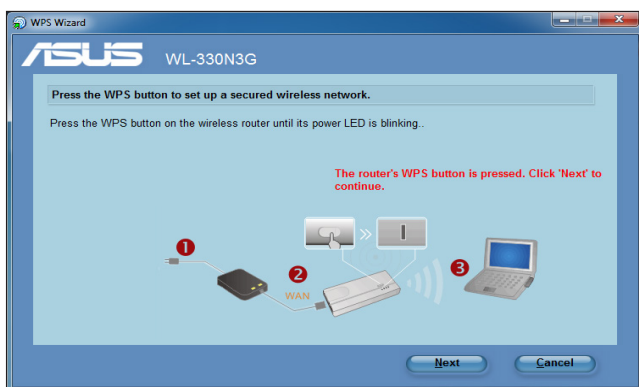 WPS Wizard
ASUS WL-330N3G
Press the WPS button to set up a secured wireless network.
Press the WPS button on the wireless router until its power LED is blinking..
The router's WPS button is pressed. Click 'Next' to
continue.
1
2
WAN
3
Next Cancel